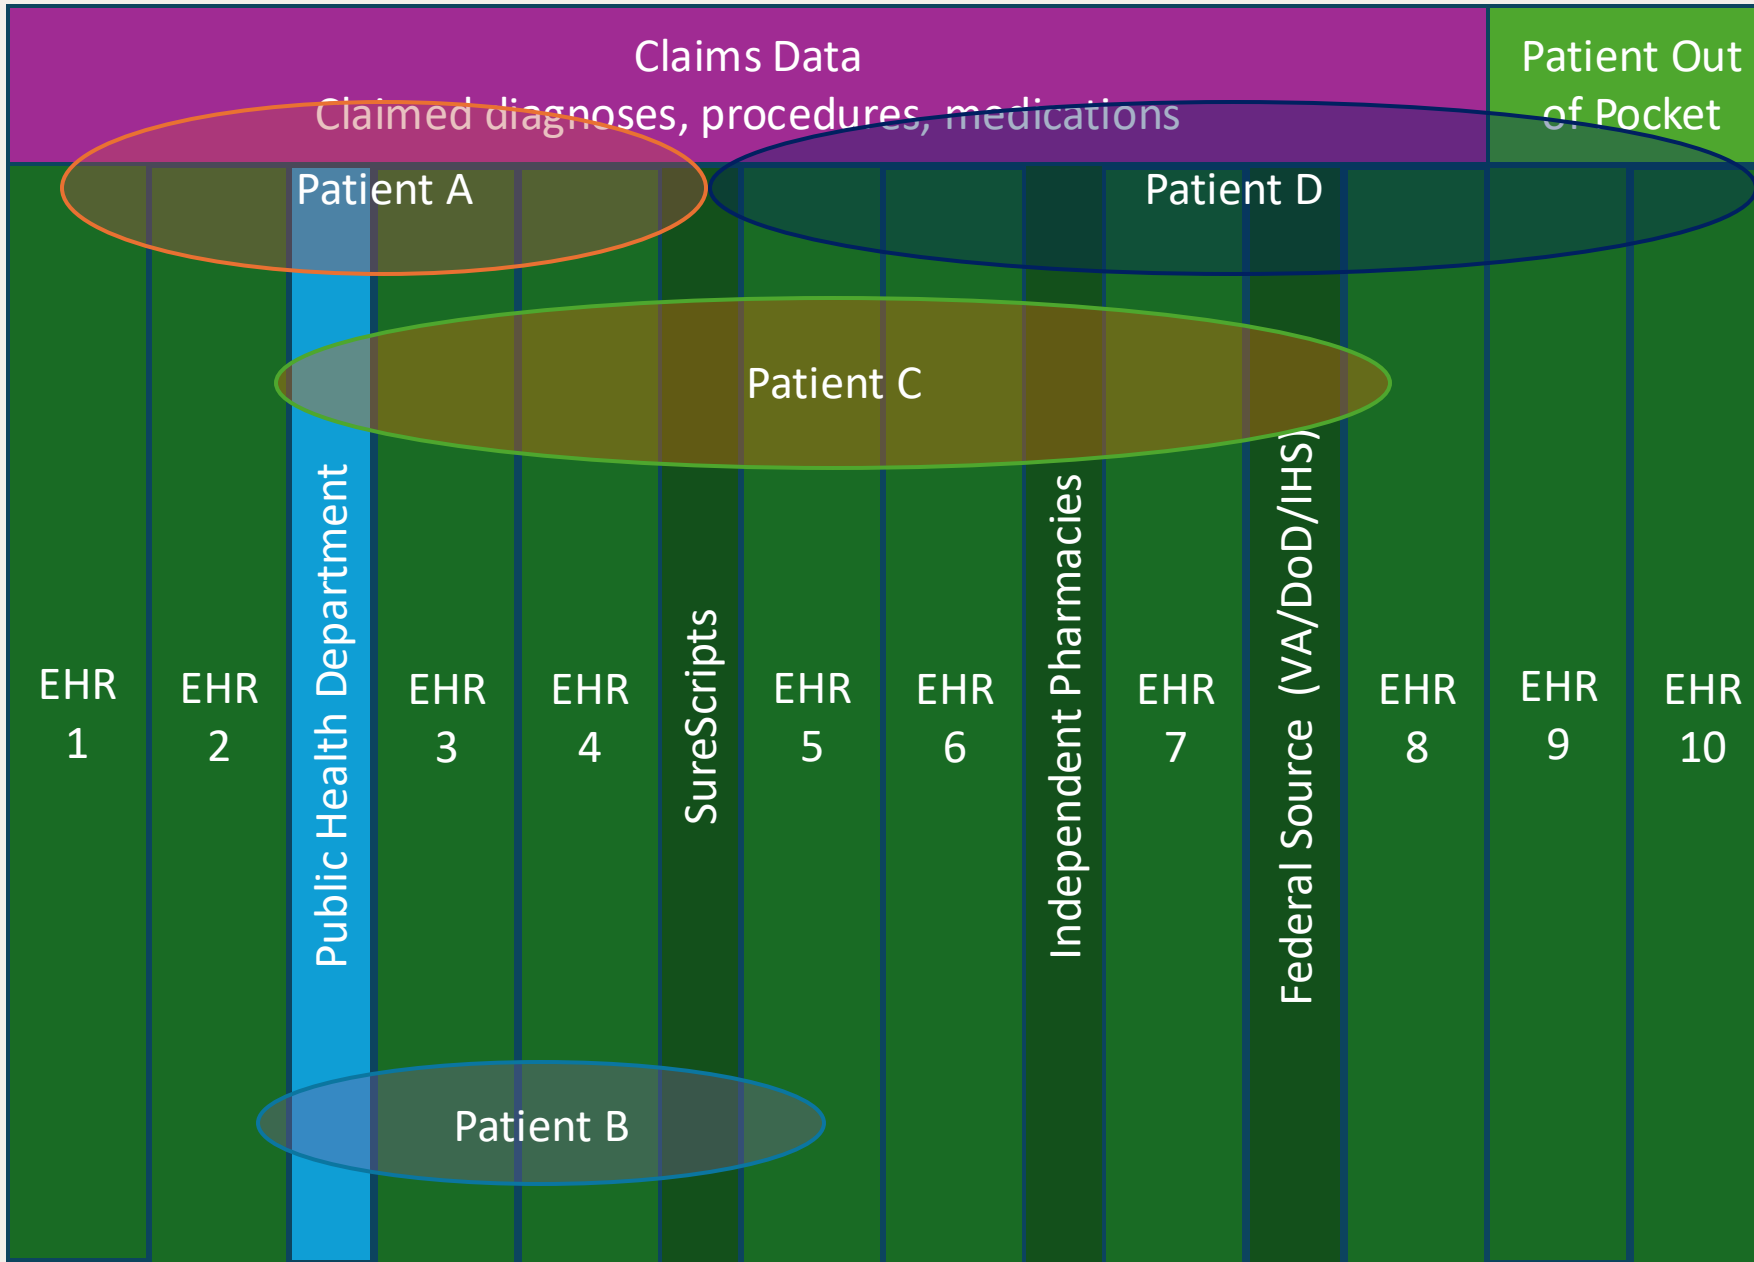 Claims Data
Claimed diagnoses, procedures, medications
Patient Out
of Pocket
Patient A
Patient D
Patient C
EHR
1
EHR
2
Public Health Department
EHR
3
EHR
4
SureScripts
EHR
5
EHR
6
Independent Pharmacies
EHR
7
Federal Source (VA/DoD/IHS)
EHR
8
EHR
9
EHR
10
Patient B